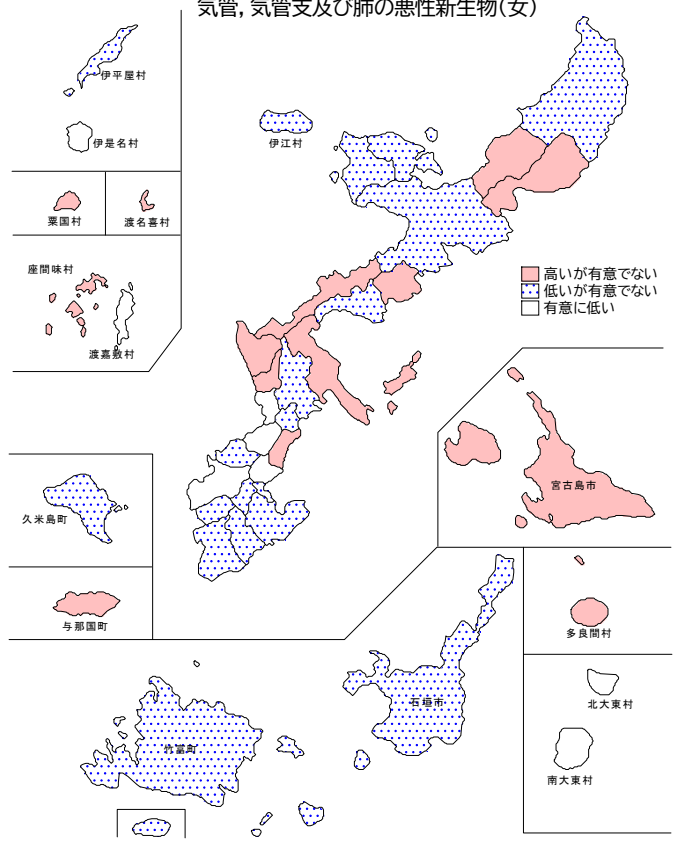 気管，気管支及び肺の悪性新生物（女）
伊平屋村
伊是名村
伊江村
粟国村
渡名喜村
座間味村
渡嘉敷村
高いが有意でない
低いが有意でない
有意に低い
宮古島市
久米島町
与那国町
多良間村
石垣市
北大東村
竹富町
南大東村